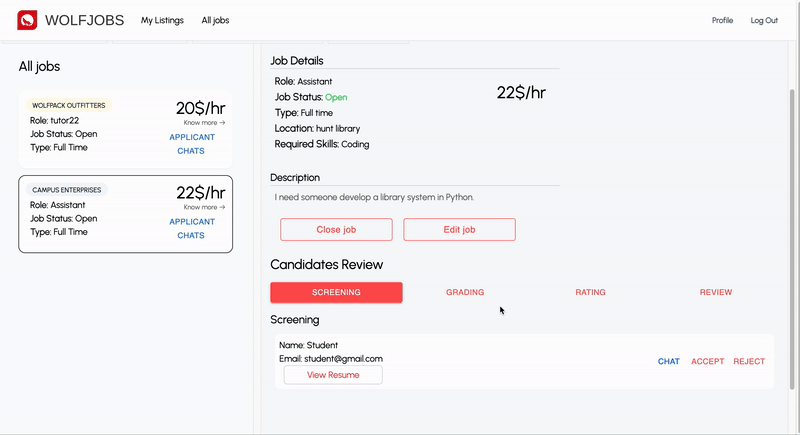 WOLFJOBS
My Listings
All jobs
Profile
Log Out
All jobs
WOLFPACK OUTFITTERS
20$/hr
Role: tutor22
Know more →
Job Status: Open
APPLICANT
Type: Full Time
CHATS
CAMPUS ENTERPRISES
22$/hr
Role: Assistant
Know more →
Job Status: Open
APPLICANT
Type: Full Time
CHATS
Job Details
Role: Assistant
Job Status: Open
22$/hr
Type: Full time
Location: hunt library
Required Skills: Coding
Description
I need someone develop a library system in Python.
Close job
Edit job
Candidates Review
SCREENING
GRADING
RATING
REVIEW
Screening
Name: Student
Email: student@gmail.com
View Resume
CHAT
ACCEPT
REJECT